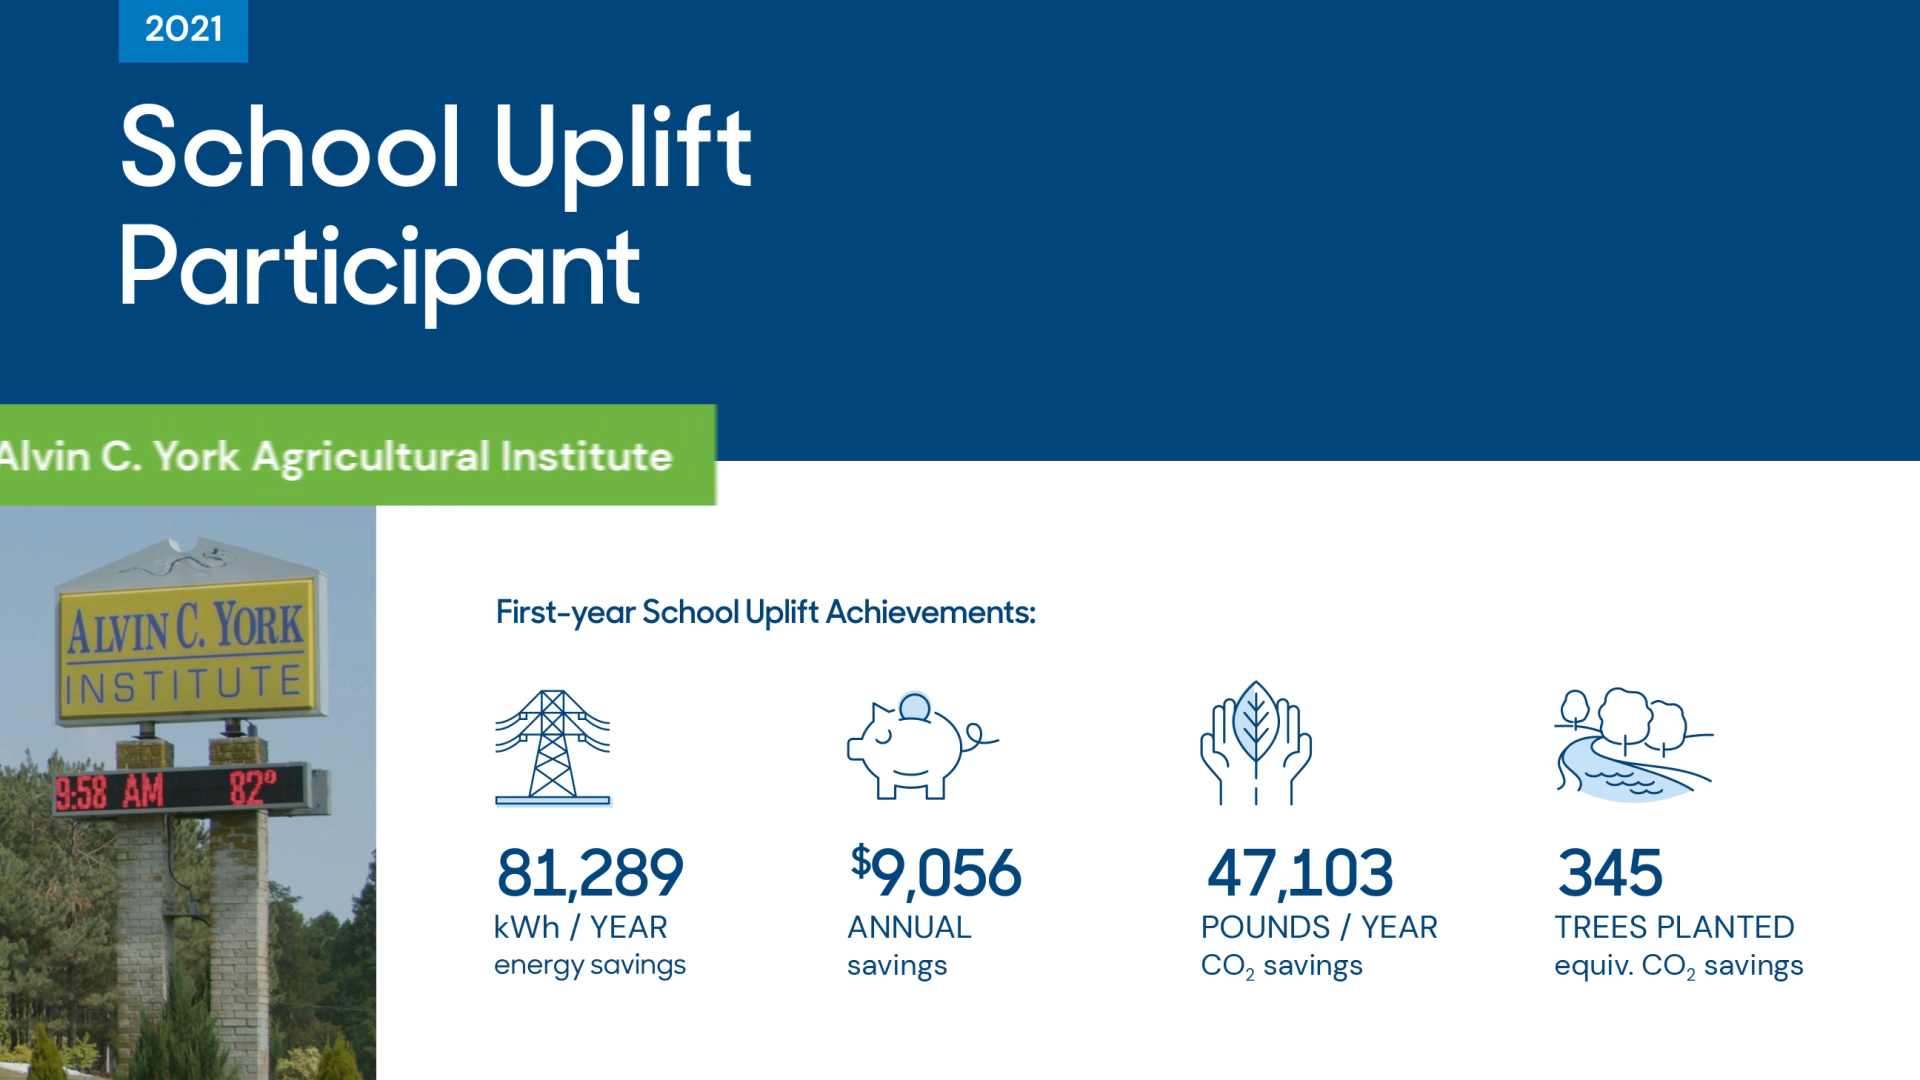 2021
School Uplift
Participant
Alvin C. York Agricultural Institute
ALVIN C. YORK
INSTITUTE
9:58 AM 82°
First-year School Uplift Achievements:
81,289
kWh / YEAR
energy savings
$9,056
ANNUAL
savings
47,103
POUNDS / YEAR
CO₂ savings
345
TREES PLANTED
equiv. CO₂ savings